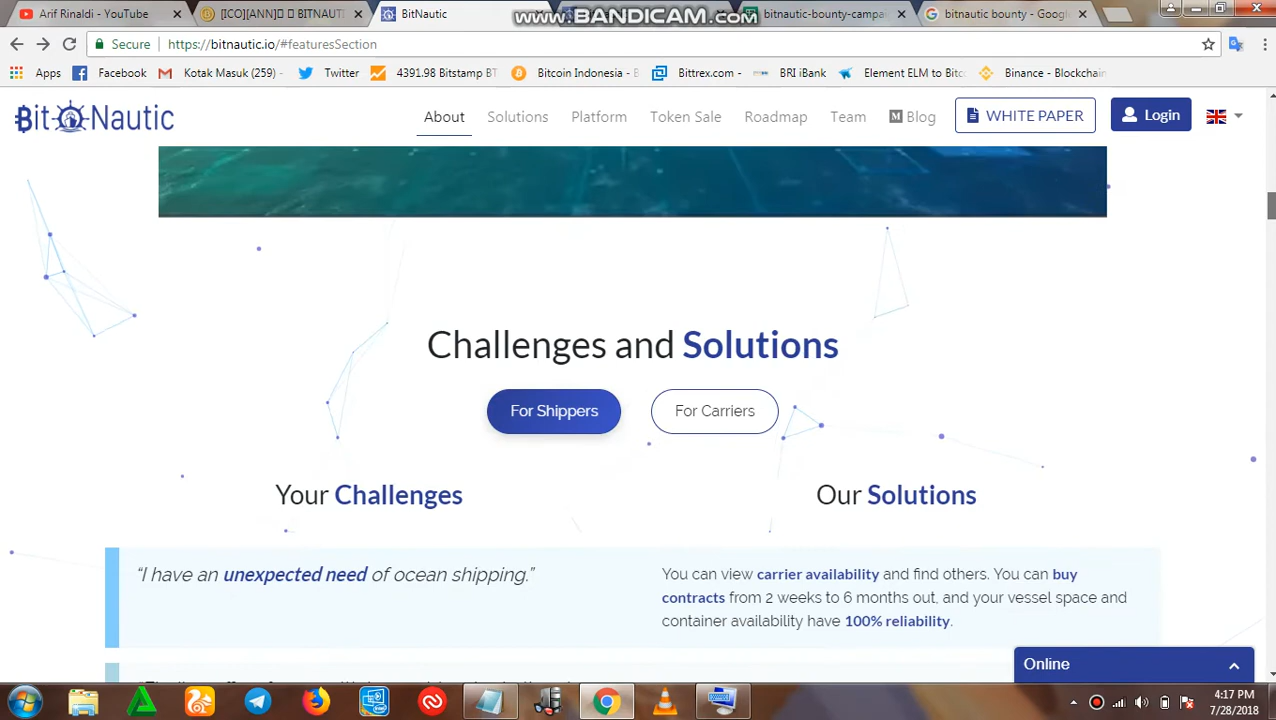 www.BANDICAM.com
Arif Rinaldi - YouTube
[[ICO][ANN]
BITNAUT
BitNautic
bitnautic-bounty-campa
bitnautic bounty - Goog
Secure
https://bitnautic.io/#featuresSection
Apps
Facebook
Kotak Masuk (259) -
Twitter
4391.98 Bitstamp BT
Bitcoin Indonesia - B
Bittrex.com -
BRI iBank
Element ELM to Bitc
Binance - Blockchain
BitNautic
About
Solutions
Platform
Token Sale
Roadmap
Team
Blog
WHITE PAPER
Login
Challenges and Solutions
For Shippers
For Carriers
Your Challenges
Our Solutions
“I have an unexpected need of ocean shipping.”
You can view carrier availability and find others. You can buy
contracts from 2 weeks to 6 months out, and your vessel space and
container availability have 100% reliability.
Online
4:17 PM
7/28/2018